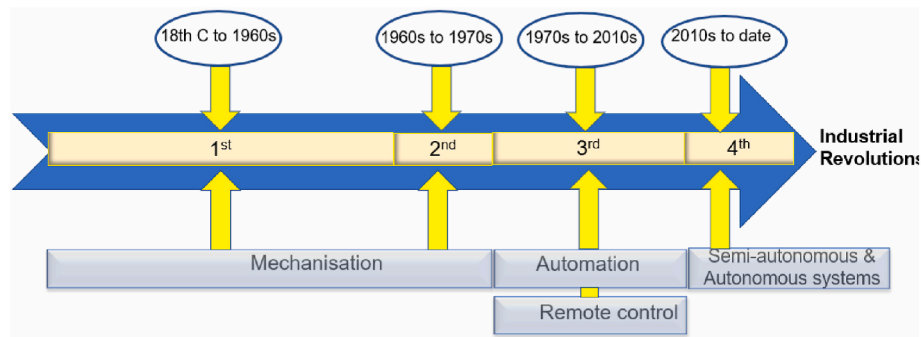 18th C to 1960s
1960s to 1970s
1970s to 2010s
2010s to date
1st
2nd
3rd
4th
Industrial
Revolutions
Mechanisation
Automation
Semi-autonomous &
Autonomous systems
Remote control